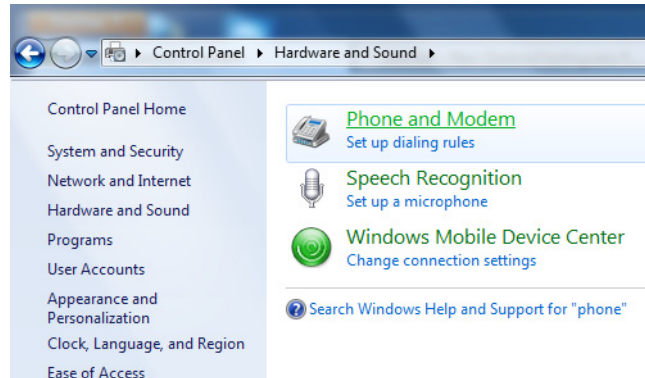 Control Panel Hardware and Sound
Control Panel Home
System and Security
Network and Internet
Hardware and Sound
Programs
User Accounts
Appearance and
Personalization
Clock, Language, and Region
Ease of Access
Phone and Modem
Set up dialing rules
Speech Recognition
Set up a microphone
Windows Mobile Device Center
Change connection settings
Search Windows Help and Support for "phone"